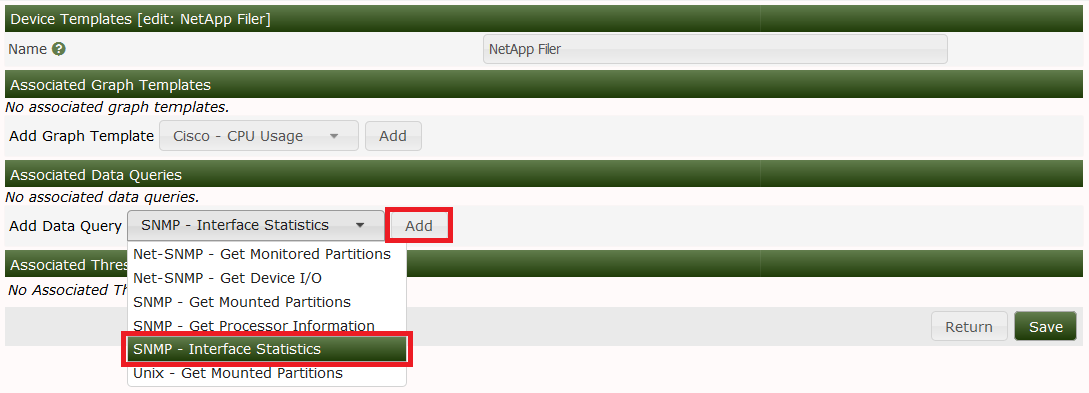 Device Templates [edit: NetApp Filer]
Name ? NetApp Filer
Associated Graph Templates
No associated graph templates.
Add Graph Template Cisco - CPU Usage Add
Associated Data Queries
No associated data queries.
Add Data Query SNMP - Interface Statistics Add
Net-SNMP - Get Monitored Partitions
Associated Thres
Net-SNMP - Get Device I/O
No Associated Th
SNMP - Get Mounted Partitions
SNMP - Get Processor Information
Return Save
SNMP - Interface Statistics
Unix - Get Mounted Partitions